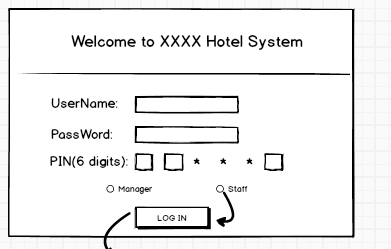 Welcome to XXXX Hotel System
UserName:
PassWord:
PIN(6 digits): * * *
Manager Staff
LOG IN